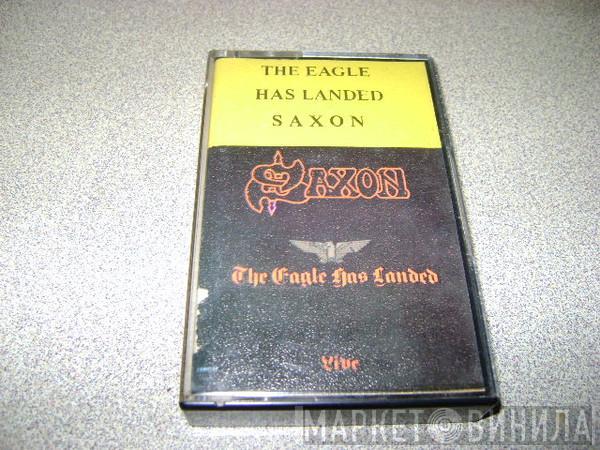 THE EAGLE
HAS LANDED
SAXON
SAXON
The Eagle Has Landed
Live
МАРКЕТ ВИНИЛА